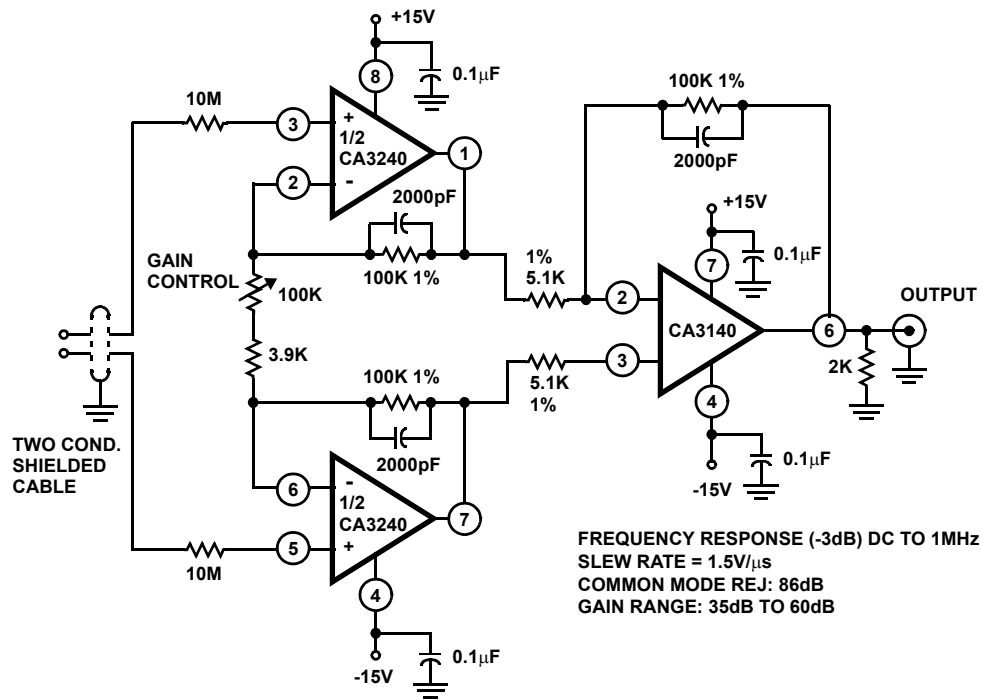 +15V
8
0.1μF
10M
3
+
1/2
CA3240
1
2
-
2000pF
100K 1%
GAIN
CONTROL
100K
3.9K
100K 1%
2000pF
TWO COND.
SHIELDED
CABLE
6
-
1/2
CA3240
7
5
+
10M
4
0.1μF
-15V
100K 1%
2000pF
+15V
0.1μF
7
1%
5.1K
2
CA3140
3
5.1K
1%
6
OUTPUT
2K
4
0.1μF
-15V
FREQUENCY RESPONSE (-3dB) DC TO 1MHz
SLEW RATE = 1.5V/μs
COMMON MODE REJ: 86dB
GAIN RANGE: 35dB TO 60dB